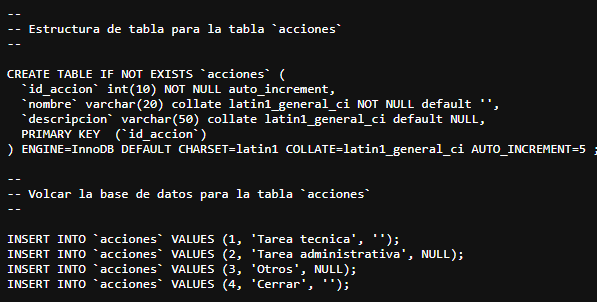 --
-- Estructura de tabla para la tabla `acciones`
--
CREATE TABLE IF NOT EXISTS `acciones` (
  `id_accion` int(10) NOT NULL auto_increment,
  `nombre` varchar(20) collate latin1_general_ci NOT NULL default '',
  `descripcion` varchar(50) collate latin1_general_ci default NULL,
  PRIMARY KEY  (`id_accion`)
) ENGINE=InnoDB DEFAULT CHARSET=latin1 COLLATE=latin1_general_ci AUTO_INCREMENT=5 ;
--
-- Volcar la base de datos para la tabla `acciones`
--
INSERT INTO `acciones` VALUES (1, 'Tarea tecnica', '');
INSERT INTO `acciones` VALUES (2, 'Tarea administrativa', NULL);
INSERT INTO `acciones` VALUES (3, 'Otros', NULL);
INSERT INTO `acciones` VALUES (4, 'Cerrar', '');